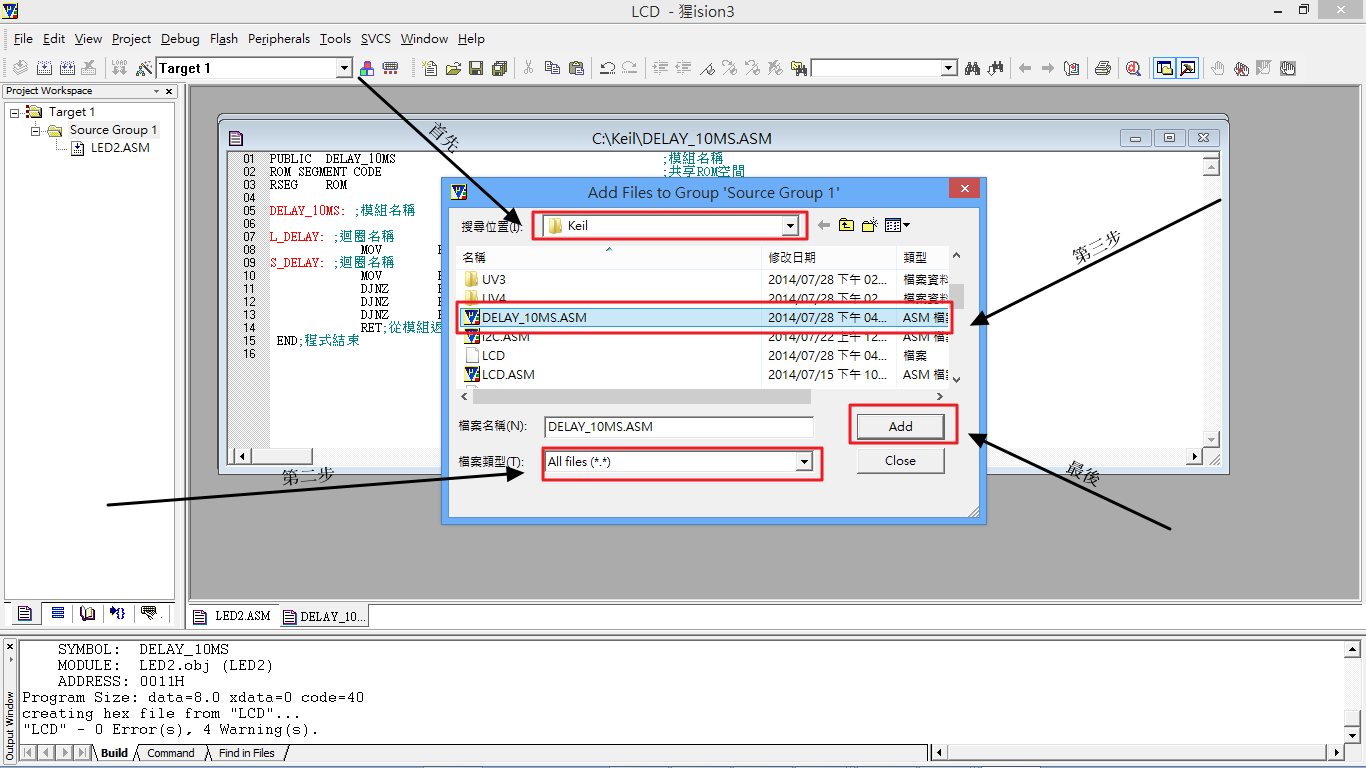 LCD - 猩ision3
File Edit View Project Debug Flash Peripherals Tools SVCS Window Help
LOAD
Target 1
Project Workspace
Target 1
Source Group 1
LED2.ASM
首先
C:\Keil\DELAY_10MS.ASM
01 PUBLIC DELAY_10MS ;模組名稱
02 ROM SEGMENT CODE ;共享ROM空間
03 RSEG ROM
04
05 DELAY_10MS: ;模組名稱
06
07 L_DELAY: ;迴圈名稱
08 MOV
09 S_DELAY: ;迴圈名稱
10 MOV
11 DJNZ
12 DJNZ
13 DJNZ
14 RET;從模組退
15 END;程式結束
16
Add Files to Group 'Source Group 1'
搜尋位置(I): Keil
名稱 修改日期 類型
UV3 2014/07/28 下午 02... 檔案資料
UV4 2014/07/28 下午 02... 檔案資料
DELAY_10MS.ASM 2014/07/28 下午 04... ASM 檔
I2C.ASM 2014/07/22 上午 12... ASM 檔
LCD 2014/07/28 下午 04... 檔案
LCD.ASM 2014/07/15 下午 10... ASM 檔
檔案名稱(N): DELAY_10MS.ASM Add
檔案類型(T): All files (*.*) Close
第三步
第二步
最後
LED2.ASM DELAY_10...
SYMBOL: DELAY_10MS
MODULE: LED2.obj (LED2)
ADDRESS: 0011H
Program Size: data=8.0 xdata=0 code=40
creating hex file from "LCD"...
"LCD" - 0 Error(s), 4 Warning(s).
Output Window
Build Command Find in Files